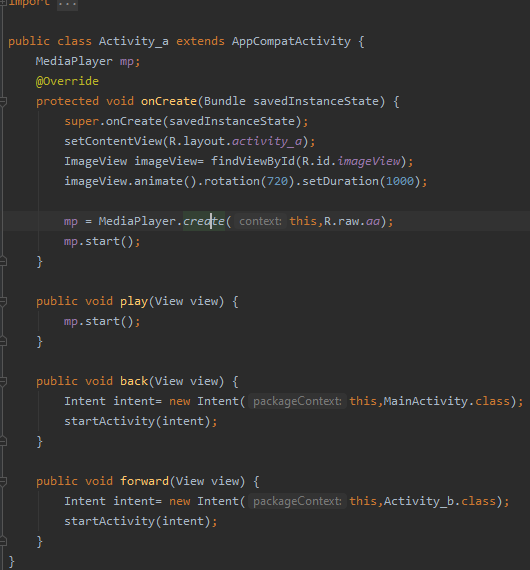 import ...
public class Activity_a extends AppCompatActivity {
MediaPlayer mp;
@Override
protected void onCreate(Bundle savedInstanceState) {
super.onCreate(savedInstanceState);
setContentView(R.layout.activity_a);
ImageView imageView= findViewById(R.id.imageView);
imageView.animate().rotation(720).setDuration(1000);
mp = MediaPlayer.create( context: this,R.raw.aa);
mp.start();
}
public void play(View view) {
mp.start();
}
public void back(View view) {
Intent intent= new Intent( packageContext: this,MainActivity.class);
startActivity(intent);
}
public void forward(View view) {
Intent intent= new Intent( packageContext: this,Activity_b.class);
startActivity(intent);
}
}